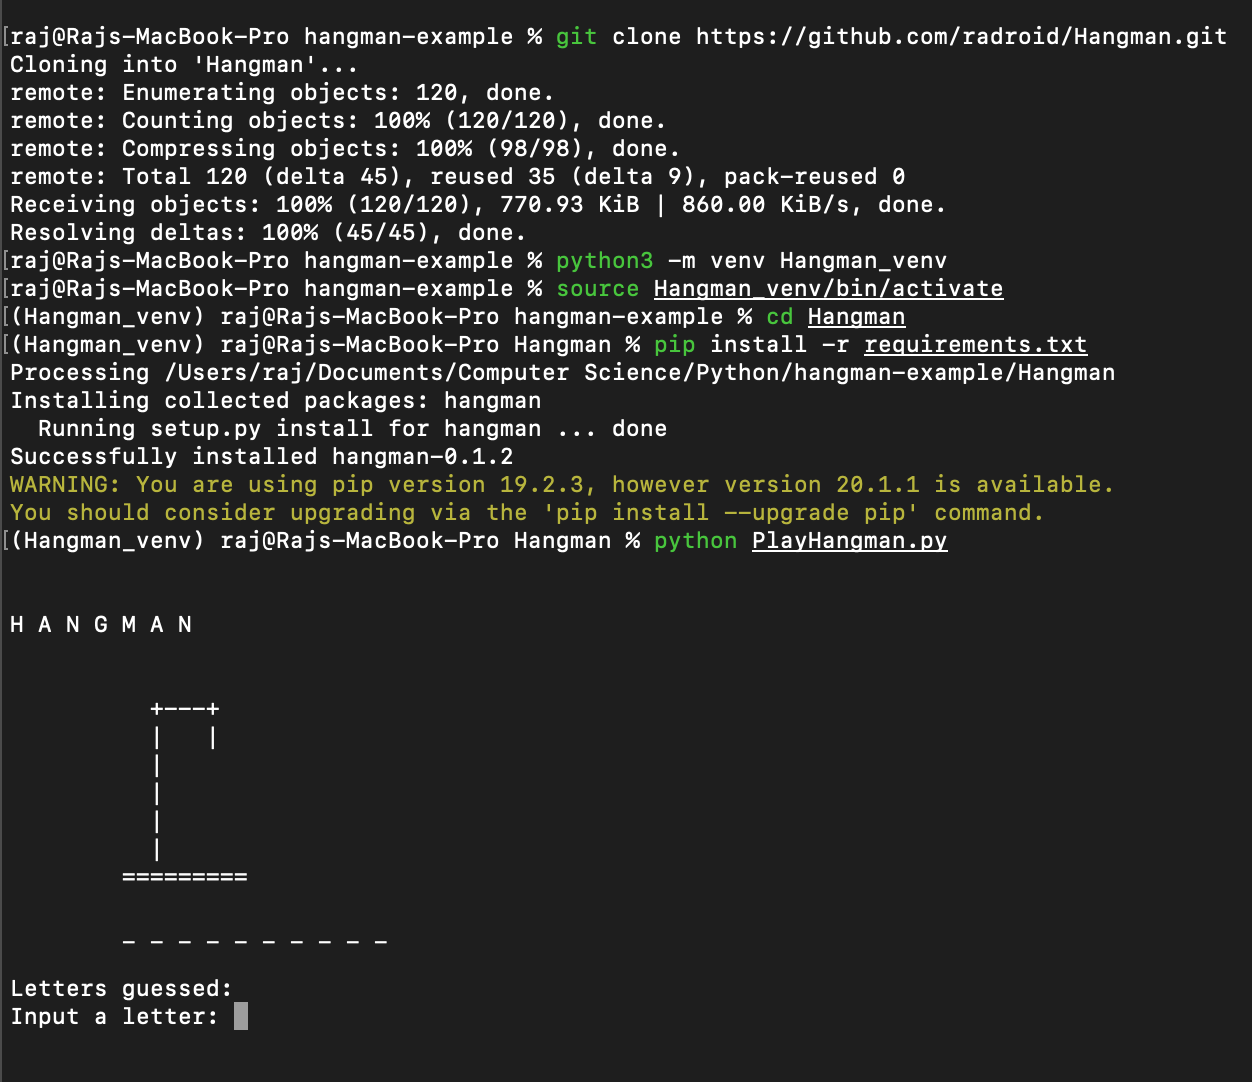 [raj@Rajs-MacBook-Pro hangman-example % git clone https://github.com/radroid/Hangman.git
Cloning into 'Hangman'...
remote: Enumerating objects: 120, done.
remote: Counting objects: 100% (120/120), done.
remote: Compressing objects: 100% (98/98), done.
remote: Total 120 (delta 45), reused 35 (delta 9), pack-reused 0
Receiving objects: 100% (120/120), 770.93 KiB | 860.00 KiB/s, done.
Resolving deltas: 100% (45/45), done.
[raj@Rajs-MacBook-Pro hangman-example % python3 -m venv Hangman_venv
[raj@Rajs-MacBook-Pro hangman-example % source Hangman_venv/bin/activate
[(Hangman_venv) raj@Rajs-MacBook-Pro hangman-example % cd Hangman
[(Hangman_venv) raj@Rajs-MacBook-Pro Hangman % pip install -r requirements.txt
Processing /Users/raj/Documents/Computer Science/Python/hangman-example/Hangman
Installing collected packages: hangman
  Running setup.py install for hangman ... done
Successfully installed hangman-0.1.2
WARNING: You are using pip version 19.2.3, however version 20.1.1 is available.
You should consider upgrading via the 'pip install --upgrade pip' command.
[(Hangman_venv) raj@Rajs-MacBook-Pro Hangman % python PlayHangman.py
H A N G M A N
          +---+
          |   |
          |
          |
          |
          |
        =========
        _ _ _ _ _ _ _ _ _ _
Letters guessed:
Input a letter: